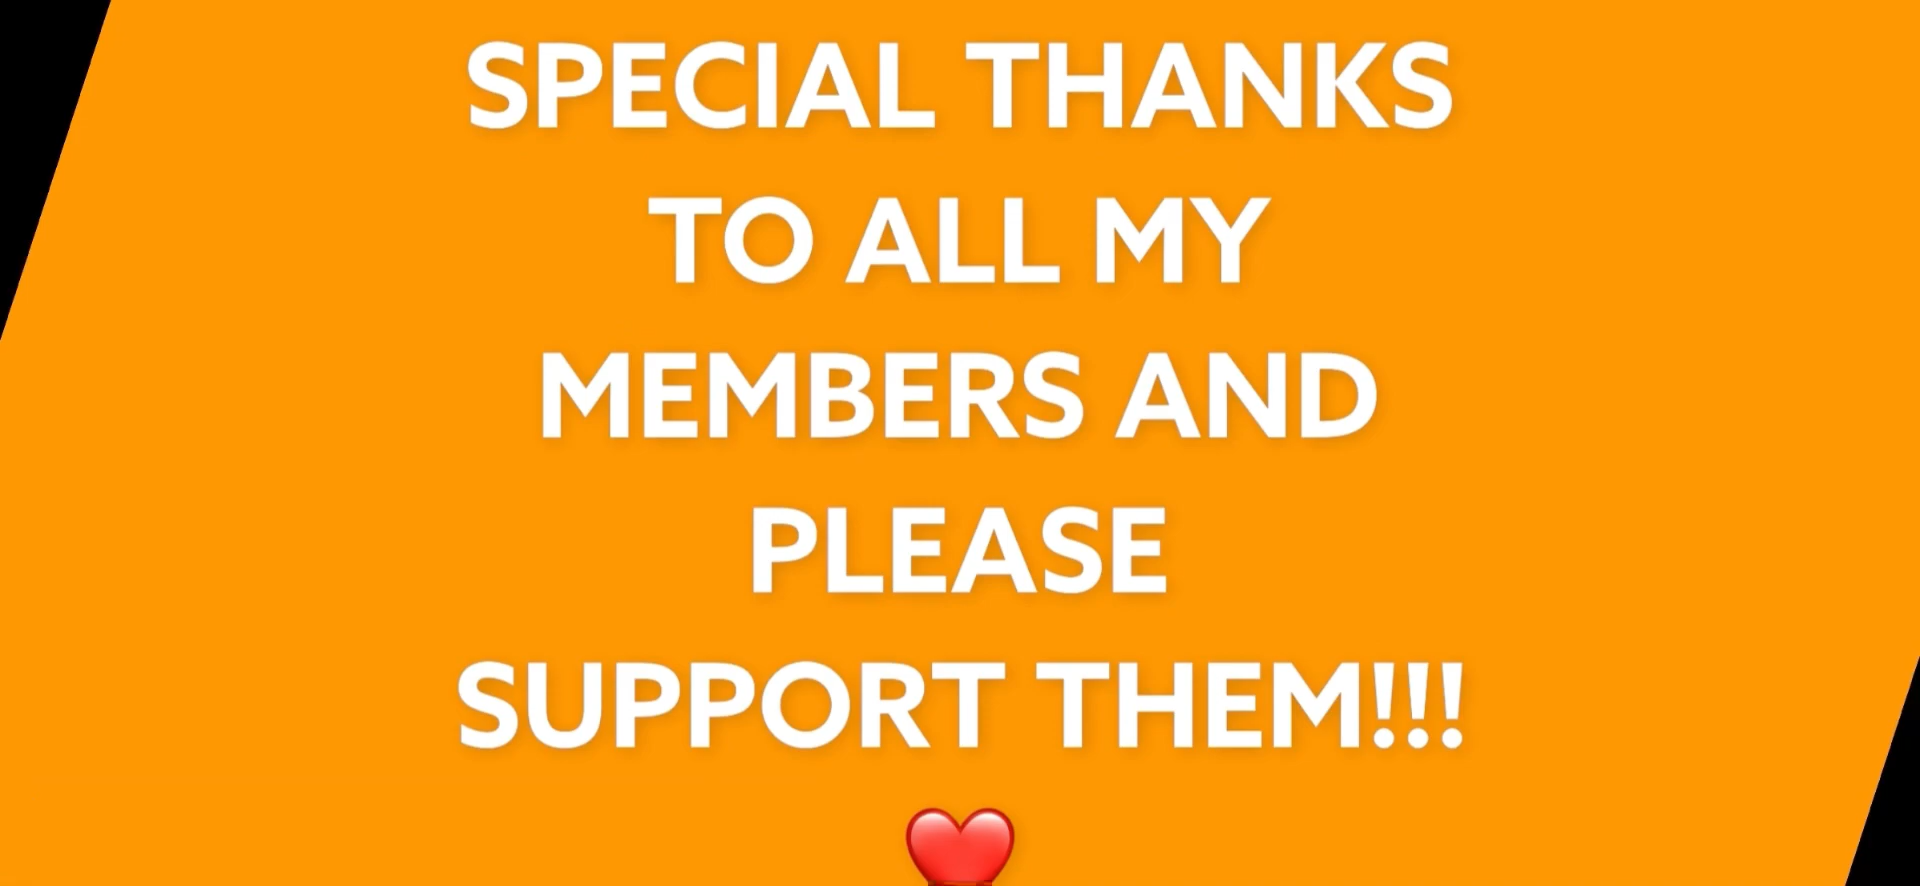 SPECIAL THANKS
TO ALL MY
MEMBERS AND
PLEASE
SUPPORT THEM!!!
❤️